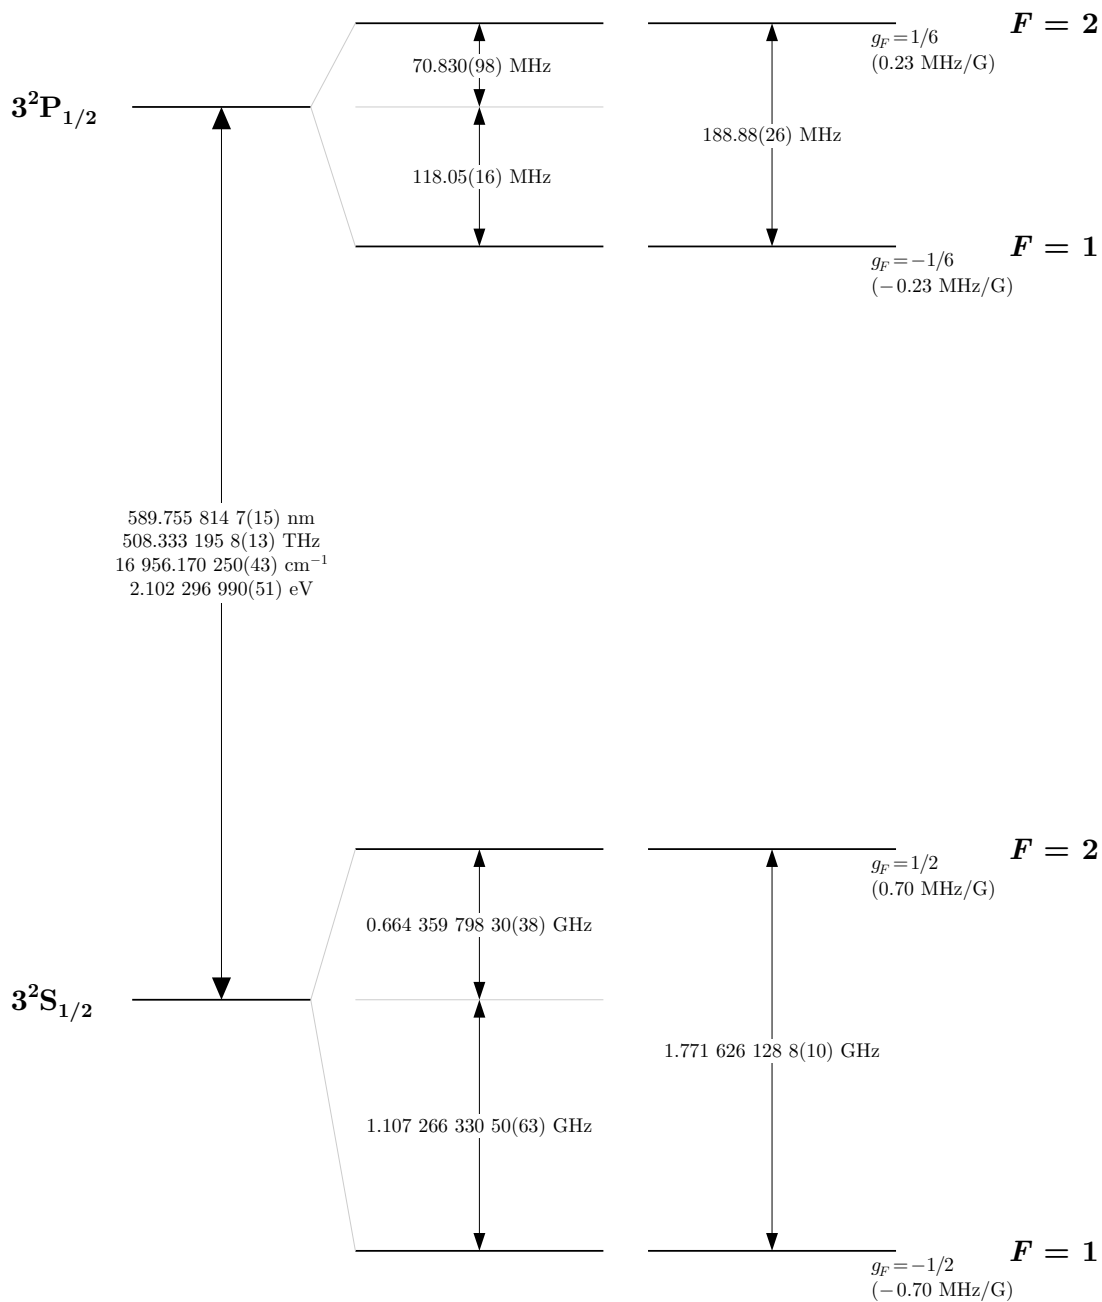 F = 2
g_F = 1/6
(0.23 MHz/G)
70.830(98) MHz
3²P₁/₂
188.88(26) MHz
118.05(16) MHz
F = 1
g_F = −1/6
(−0.23 MHz/G)
589.755 814 7(15) nm
508.333 195 8(13) THz
16 956.170 250(43) cm⁻¹
2.102 296 990(51) eV
F = 2
g_F = 1/2
(0.70 MHz/G)
0.664 359 798 30(38) GHz
3²S₁/₂
1.771 626 128 8(10) GHz
1.107 266 330 50(63) GHz
F = 1
g_F = −1/2
(−0.70 MHz/G)